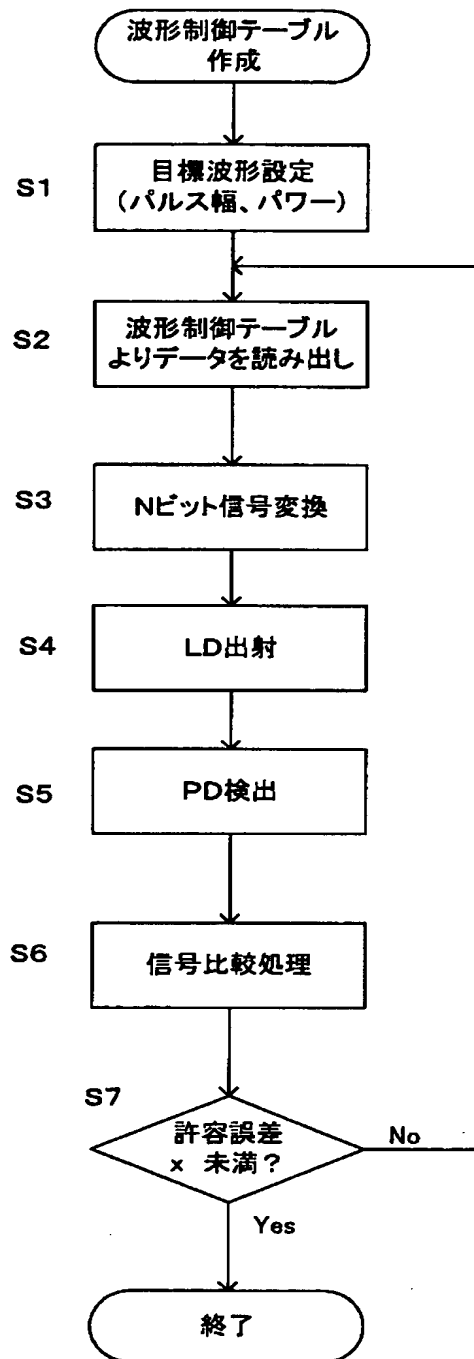 波形制御テーブル
作成
S1
目標波形設定
(パルス幅、パワー)
S2
波形制御テーブル
よりデータを読み出し
S3
Nビット信号変換
S4
LD出射
S5
PD検出
S6
信号比較処理
S7
許容誤差
x 未満?
No
Yes
終了